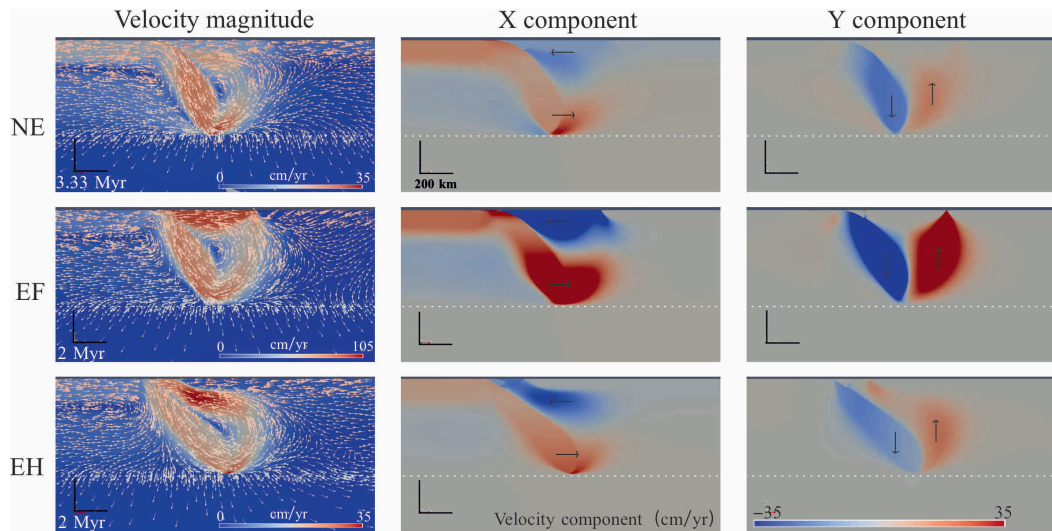 Velocity magnitude X component Y component
NE
cm/yr
0 35
3.33 Myr
200 km
EF
cm/yr
0 105
2 Myr
EH
cm/yr
0 35
2 Myr
Velocity component (cm/yr)
−35 35